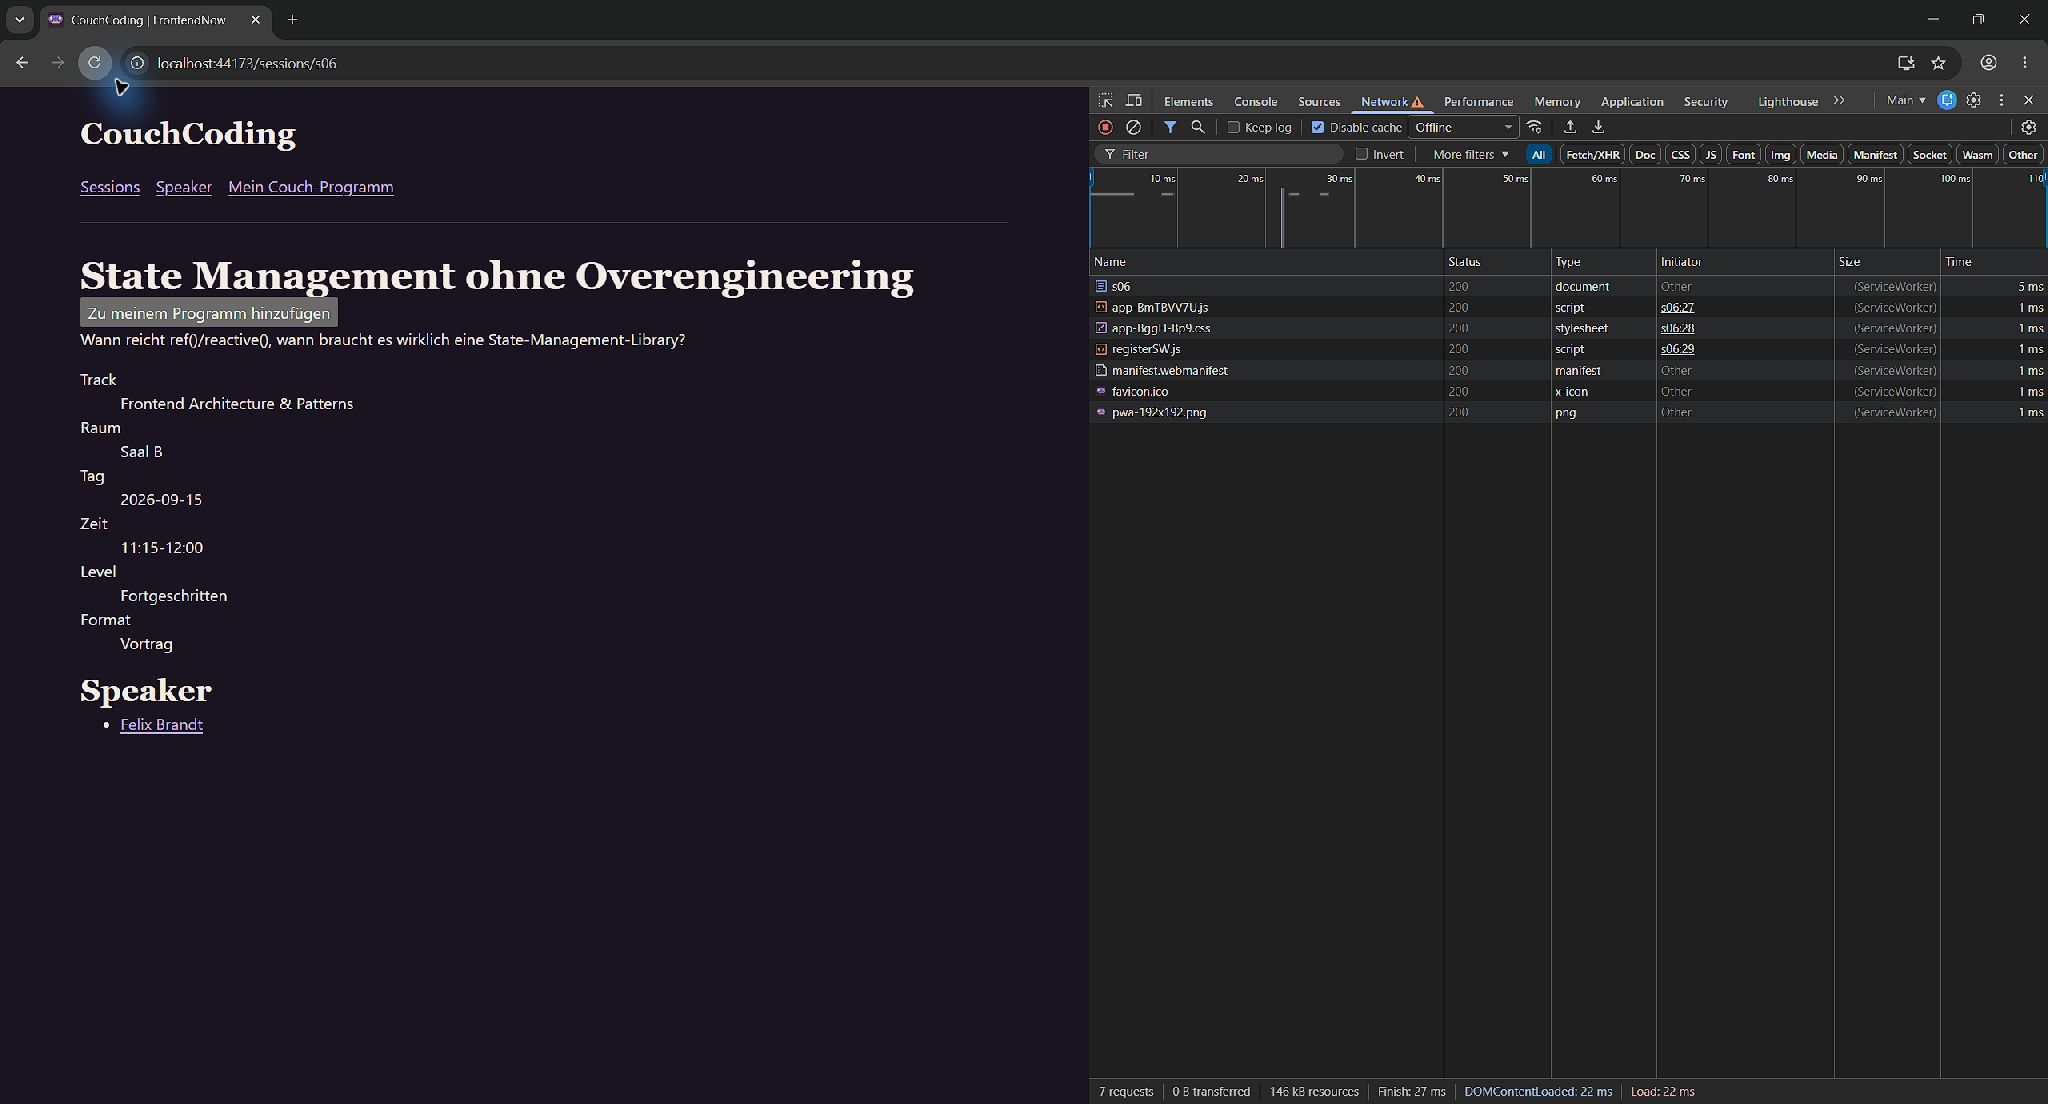 CouchCoding | FrontendNow
localhost:44173/sessions/s06
CouchCoding
Sessions Speaker Mein Couch-Programm
State Management ohne Overengineering
Zu meinem Programm hinzufügen
Wann reicht ref()/reactive(), wann braucht es wirklich eine State-Management-Library?
Track
Frontend Architecture & Patterns
Raum
Saal B
Tag
2026-09-15
Zeit
11:15-12:00
Level
Fortgeschritten
Format
Vortrag
Speaker
Felix Brandt
Elements Console Sources Network Performance Memory Application Security Lighthouse Main
Keep log Disable cache Offline
Filter Invert More filters All Fetch/XHR Doc CSS JS Font Img Media Manifest Socket Wasm Other
10 ms 20 ms 30 ms 40 ms 50 ms 60 ms 70 ms 80 ms 90 ms 100 ms 110
Name Status Type Initiator Size Time
s06 200 document Other (ServiceWorker) 5 ms
app-BmTBVV7U.js 200 script s06:27 (ServiceWorker) 1 ms
200 stylesheet s06:28 (ServiceWorker) 1 ms
registerSW.js 200 script s06:29 (ServiceWorker) 1 ms
manifest.webmanifest 200 manifest Other (ServiceWorker) 1 ms
favicon.ico 200 x-icon Other (ServiceWorker) 1 ms
pwa-192x192.png 200 png Other (ServiceWorker) 1 ms
7 requests 0 B transferred 146 kB resources Finish: 27 ms DOMContentLoaded: 22 ms Load: 22 ms